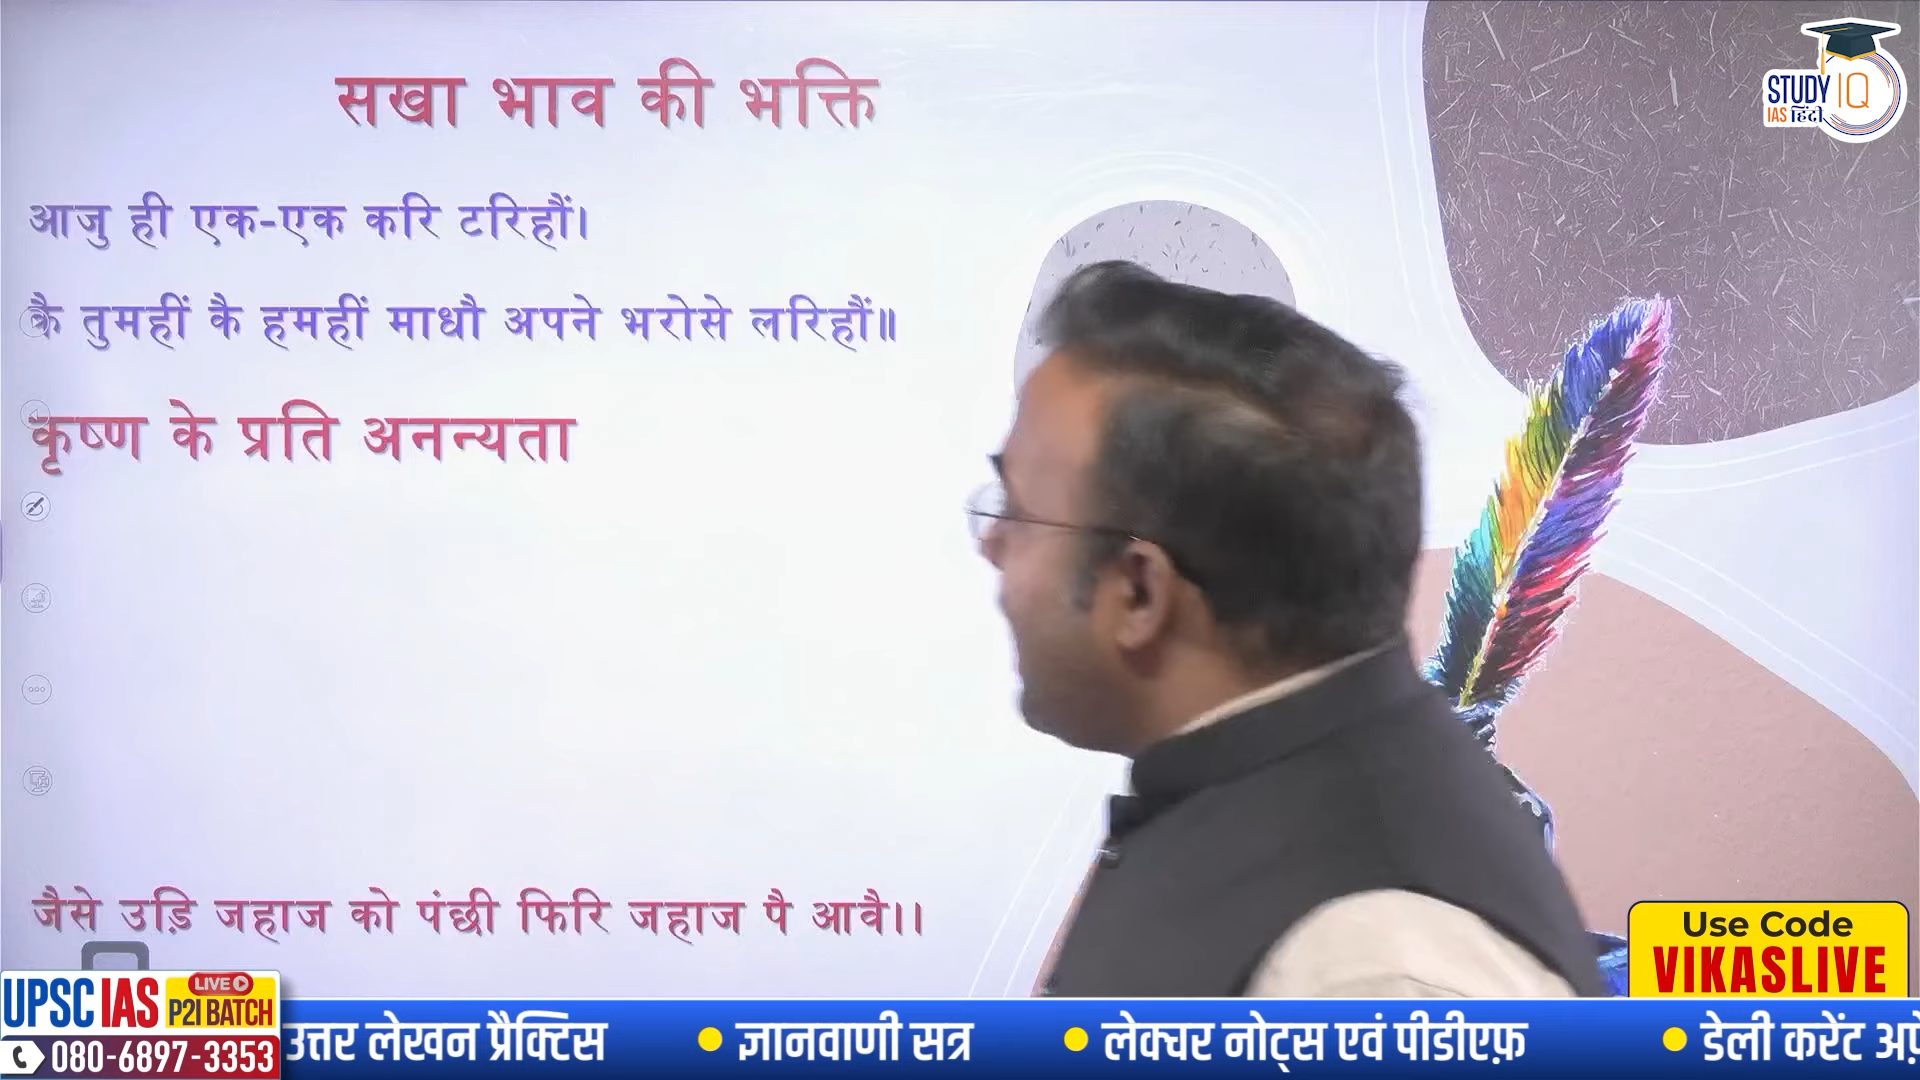 सखा भाव की भक्ति
आजु ही एक-एक करि टरिहौं।
कै तुमहीं कै हमहीं माधौ अपने भरोसे लरिहौं॥
कृष्ण के प्रति अनन्यता
जैसे उड़ि जहाज को पंछी फिरि जहाज पै आवै।।
STUDY IQ
IAS हिंदी
Use Code
VIKASLIVE
UPSC IAS LIVE P2I BATCH
080-6897-3353
उत्तर लेखन प्रैक्टिस ज्ञानवाणी सत्र लेक्चर नोट्स एवं पीडीएफ़ डेली करेंट